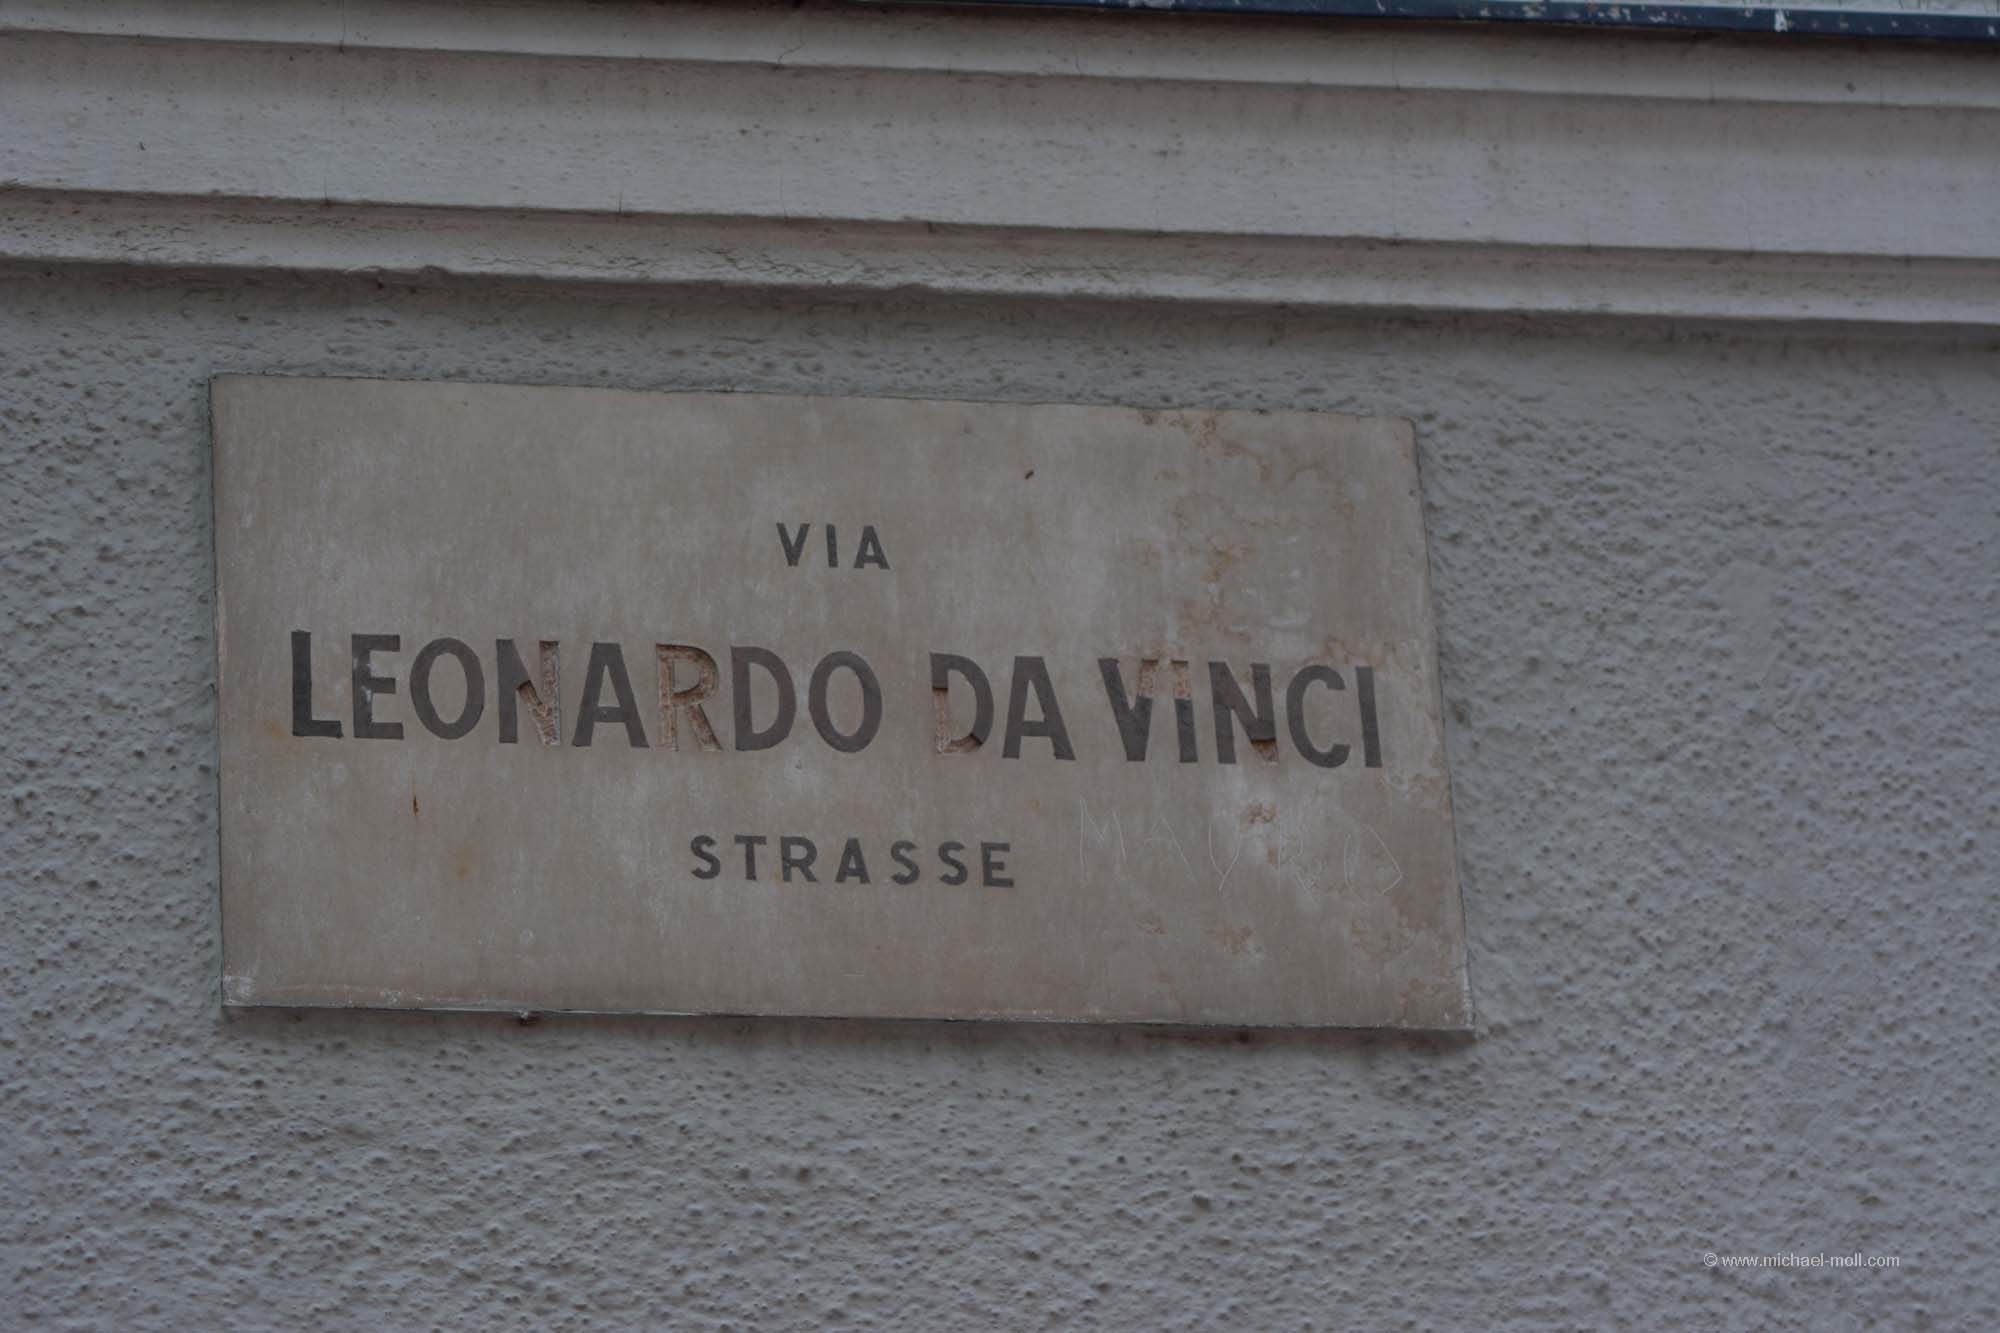 VIA
LEONARDO DA VINCI
STRASSE
MAURO
© www.michael-moll.com